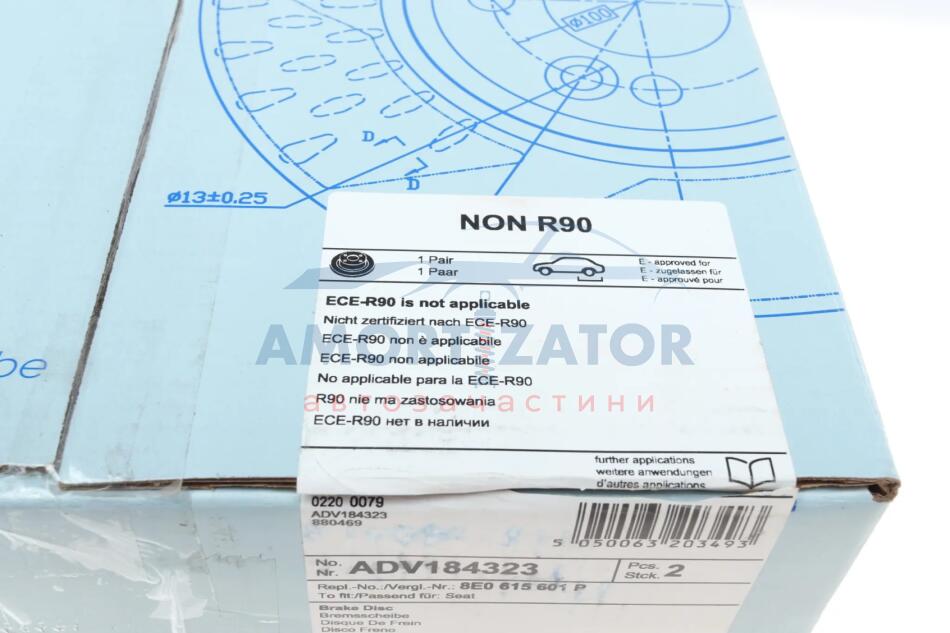 ø100
D
D
ø13±0.25
NON R90
1 Pair
1 Paar
E - approved for
E - zugelassen für
E - approuvé pour
ECE-R90 is not applicable
Nicht zertifiziert nach ECE-R90
ECE-R90 non è applicabile
ECE-R90 non applicabile
No applicable para la ECE-R90
R90 nie ma zastosowania
ECE-R90 нет в наличии
AMORTIZATOR
автозапчастини
further applications
weitere anwendungen
d'autres applications
0220 0079
ADV184323
880469
5 050063 203493
No.
Nr. ADV184323
Pcs.
Stck. 2
Repl.-No.:/Vergl.-Nr.: 8E0 615 601 P
To fit:/Passend für: Seat
Brake Disc
Bremsscheibe
Disque De Frein
Disco Freno